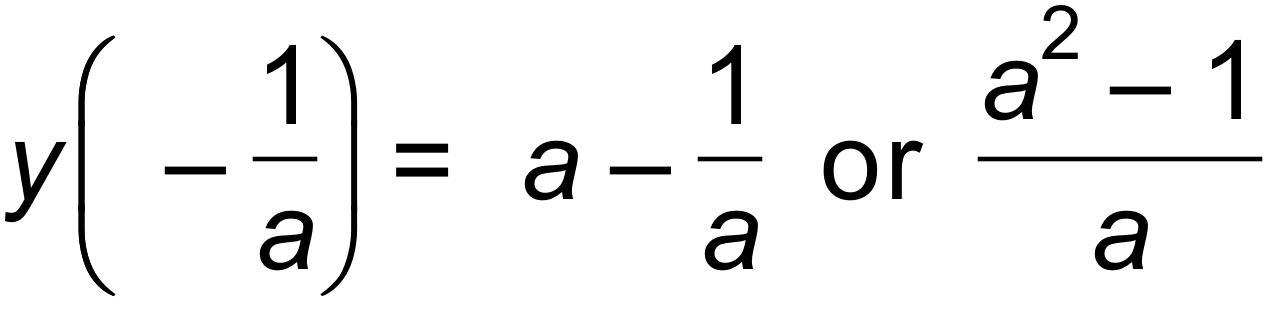 y( – 1/a ) = a – 1/a or (a² – 1)/a